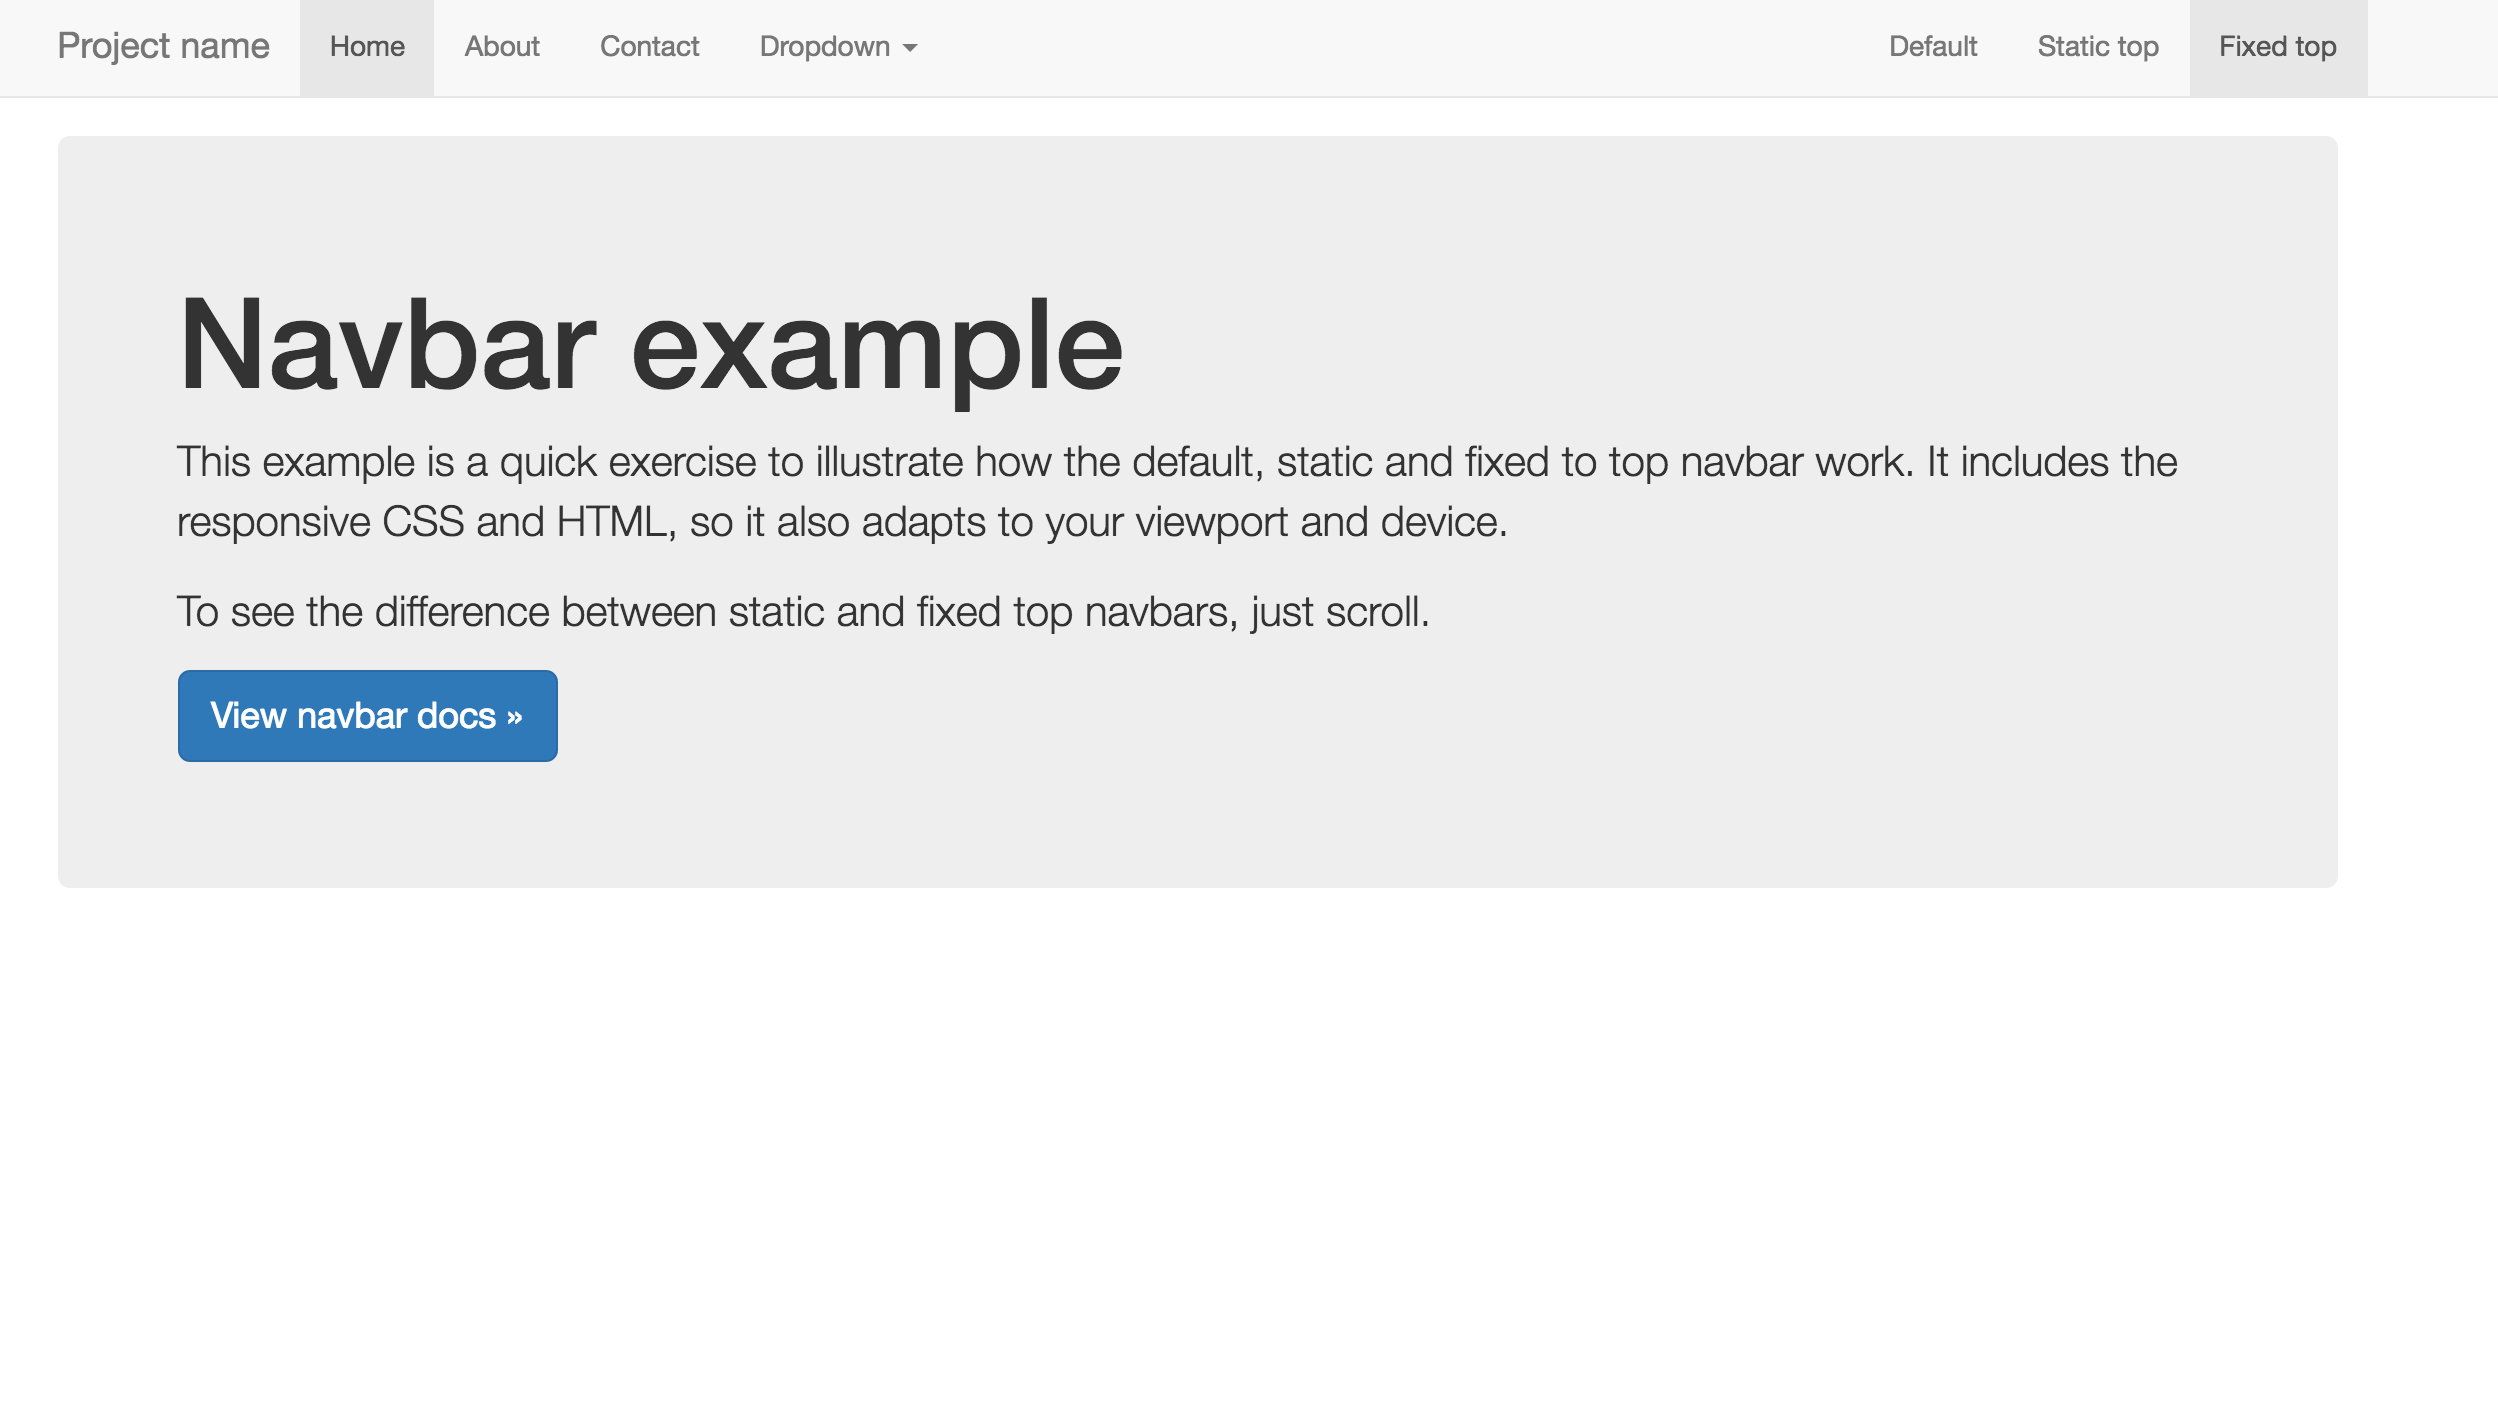 Project name Home About Contact Dropdown Default Static top Fixed top
Navbar example
This example is a quick exercise to illustrate how the default, static and fixed to top navbar work. It includes the
responsive CSS and HTML, so it also adapts to your viewport and device.
To see the difference between static and fixed top navbars, just scroll.
View navbar docs »